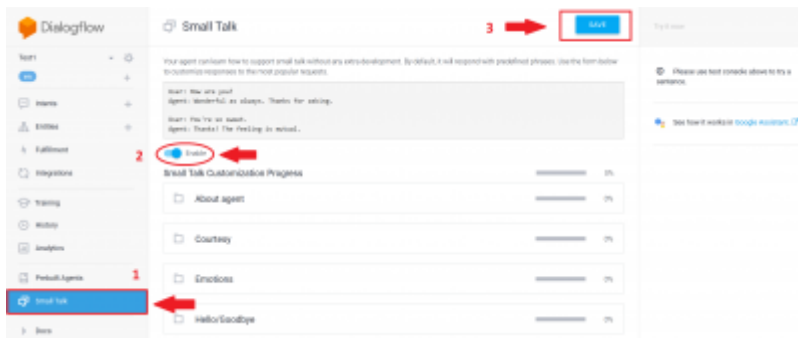 Dialogflow
Small Talk
3
SAVE
Try it now
Test1
en
Your agent can learn how to support small talk without any extra development. By default, it will respond with predefined phrases. Use the form below
to customize responses to the most popular requests.
Please use test console above to try a
sentence.
User: How are you?
Agent: Wonderful as always. Thanks for asking.
User: You're so sweet.
Agent: Thanks! The feeling is mutual.
See how it works in Google Assistant.
Intents
Entities
Fulfillment
2
Enable
Integrations
Small Talk Customization Progress
0%
Training
About agent
0%
History
Analytics
Courtesy
0%
Prebuilt Agents
1
Emotions
0%
Small Talk
Docs
Hello/Goodbye
0%